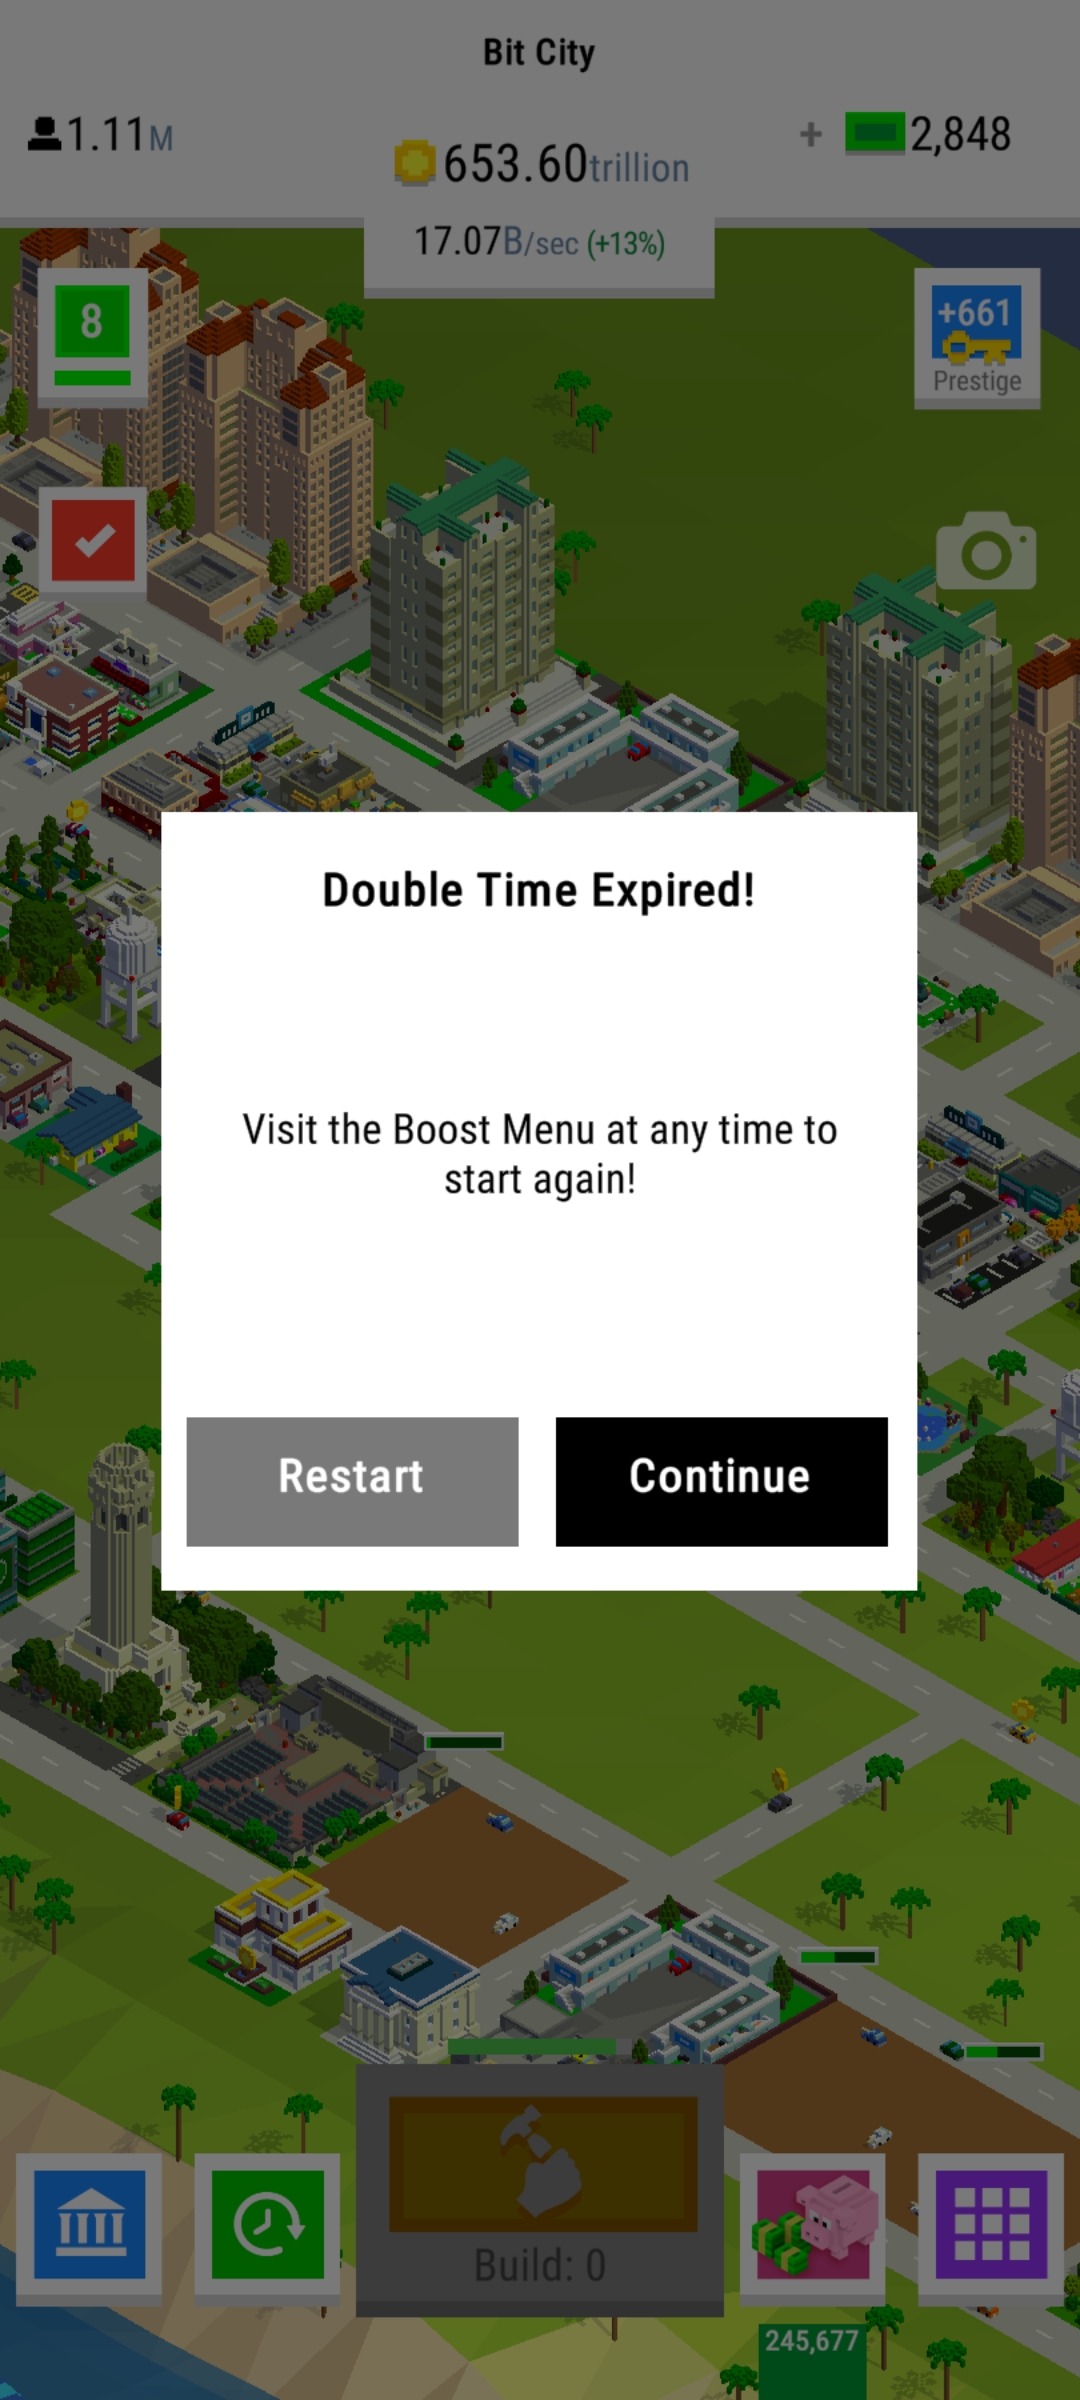 Bit City
1.11M
653.60trillion
+ 2,848
17.07B/sec (+13%)
8
+661
Prestige
Double Time Expired!
Visit the Boost Menu at any time to
start again!
Restart
Continue
Build: 0
245,677